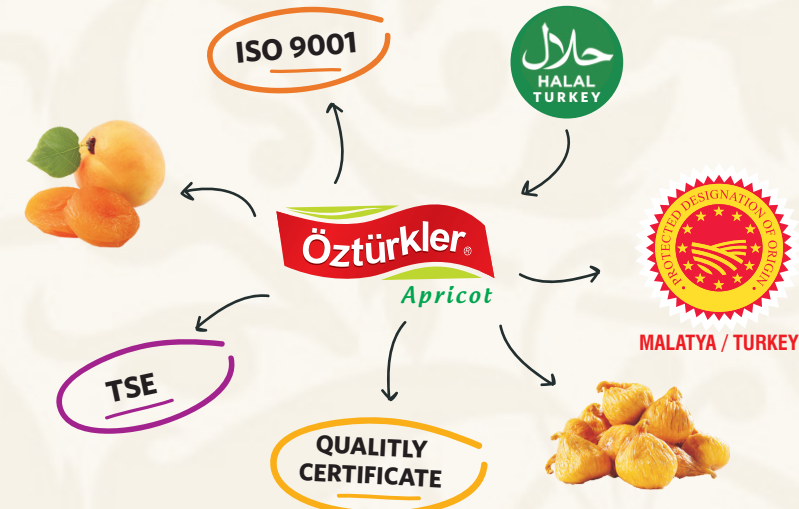 ISO 9001
حلال
HALAL
TURKEY
Öztürkler®
Apricot
PROTECTED DESIGNATION OF ORIGIN
MALATYA / TURKEY
TSE
QUALITLY
CERTIFICATE